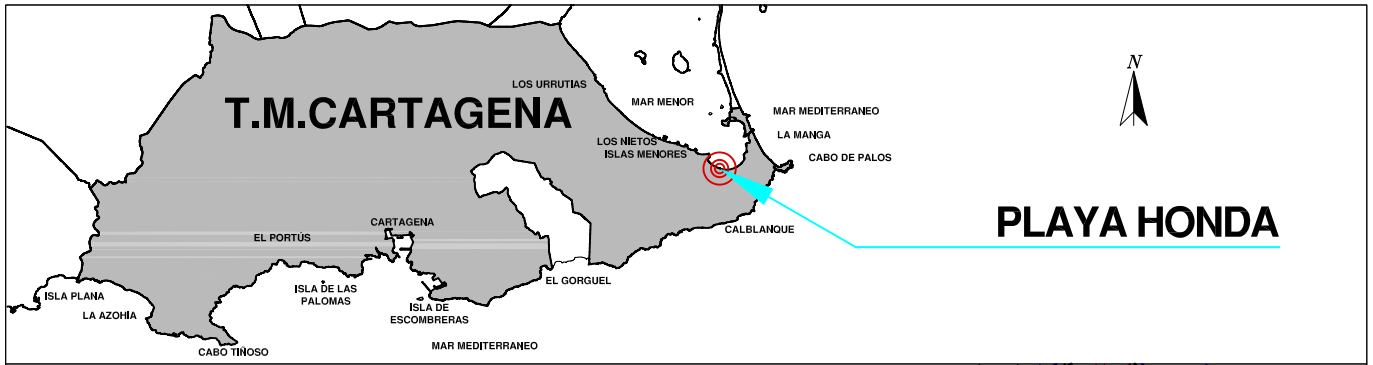 N
LOS URRUTIAS
MAR MENOR
T.M.CARTAGENA
MAR MEDITERRANEO
LA MANGA
LOS NIETOS
ISLAS MENORES
CABO DE PALOS
PLAYA HONDA
CARTAGENA
CALBLANQUE
EL PORTÚS
EL GORGUEL
ISLA DE LAS
PALOMAS
ISLA PLANA
LA AZOHÍA
ISLA DE
ESCOMBRERAS
MAR MEDITERRANEO
CABO TIÑOSO